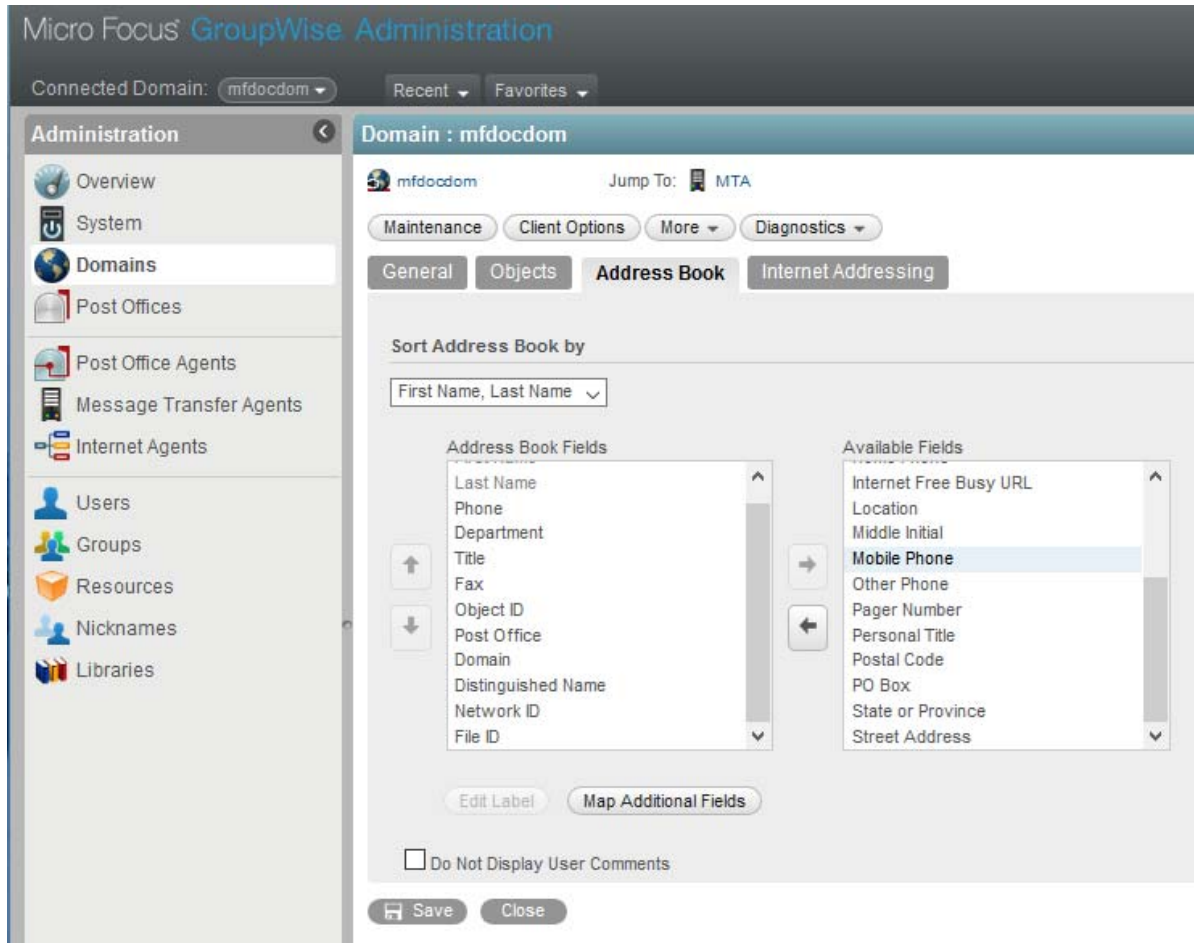 Micro Focus GroupWise Administration
Connected Domain: mfdocdom Recent Favorites
Administration
Overview
System
Domains
Post Offices
Post Office Agents
Message Transfer Agents
Internet Agents
Users
Groups
Resources
Nicknames
Libraries
Domain : mfdocdom
mfdocdom Jump To: MTA
Maintenance Client Options More Diagnostics
General Objects Address Book Internet Addressing
Sort Address Book by
First Name, Last Name
Address Book Fields
First Name
Last Name
Phone
Department
Title
Fax
Object ID
Post Office
Domain
Distinguished Name
Network ID
File ID
Available Fields
Home Phone
Internet Free Busy URL
Location
Middle Initial
Mobile Phone
Other Phone
Pager Number
Personal Title
Postal Code
PO Box
State or Province
Street Address
Edit Label Map Additional Fields
Do Not Display User Comments
Save Close